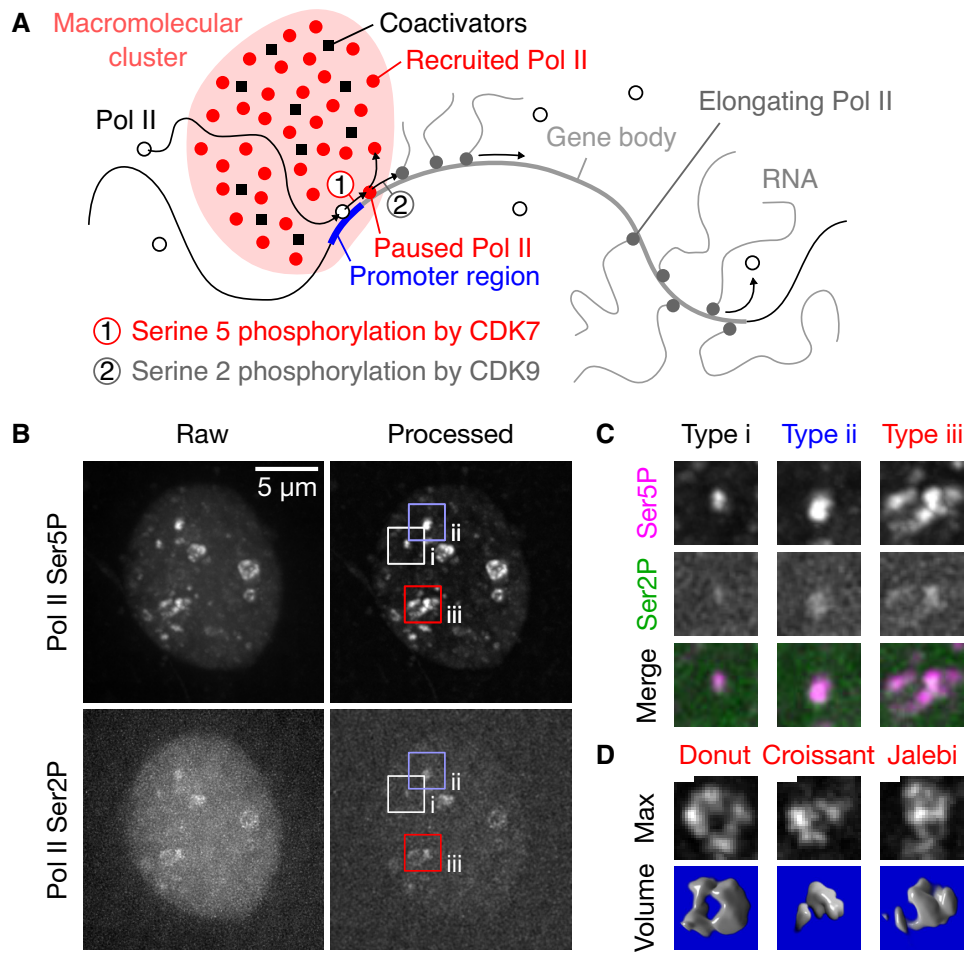 A
Macromolecular
cluster
Coactivators
Recruited Pol II
Pol II
Elongating Pol II
Gene body
RNA
1
2
Paused Pol II
Promoter region
1 Serine 5 phosphorylation by CDK7
2 Serine 2 phosphorylation by CDK9
B
Raw
Processed
Pol II Ser5P
5 µm
ii
i
iii
Pol II Ser2P
ii
i
iii
C
Type i
Type ii
Type iii
Ser5P
Ser2P
Merge
D
Donut
Croissant
Jalebi
Max
Volume